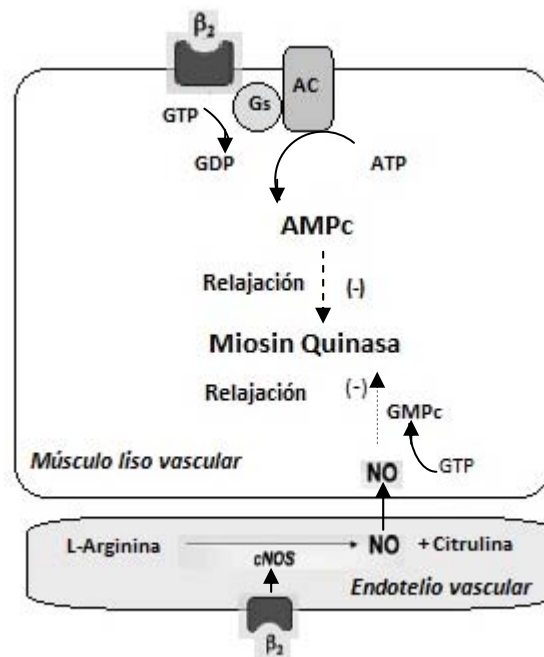 β₂
AC
Gs
GTP
GDP
ATP
AMPc
Relajación (-)
Miosin Quinasa
Relajación (-)
GMPc
Músculo liso vascular
NO
GTP
L-Arginina
NO + Citrulina
cNOS
Endotelio vascular
β₂